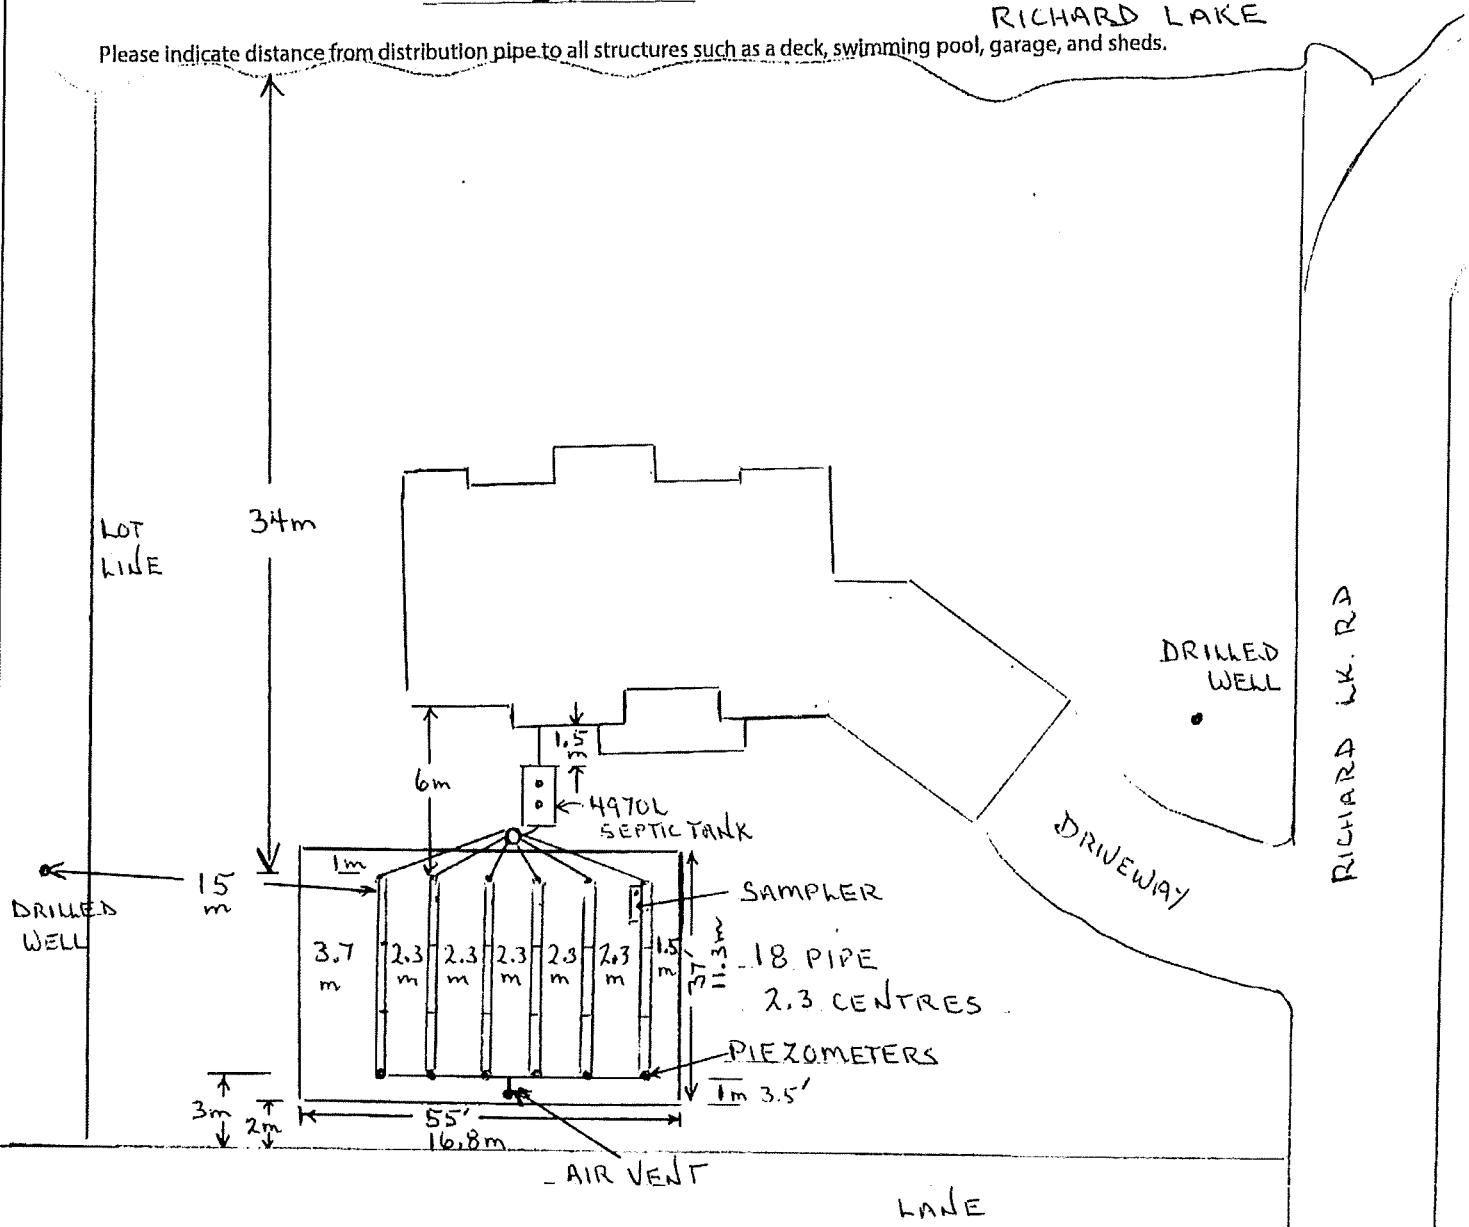 RICHARD LAKE
Please indicate distance from distribution pipe to all structures such as a deck, swimming pool, garage, and sheds.
LOT
LINE
34m
DRILLED
WELL
RICHARD LK. RD
1.5
m
6m
4970L
SEPTIC TANK
DRIVEWAY
1m
15
m
DRILLED
WELL
SAMPLER
3.7
m
2.3
m
2.3
m
2.3
m
2.3
m
2.3
m
1.5
m
37'
11.3m
18 PIPE
2.3 CENTRES
PIEZOMETERS
1m 3.5'
3m
2m
55'
16.8m
AIR VENT
LANE